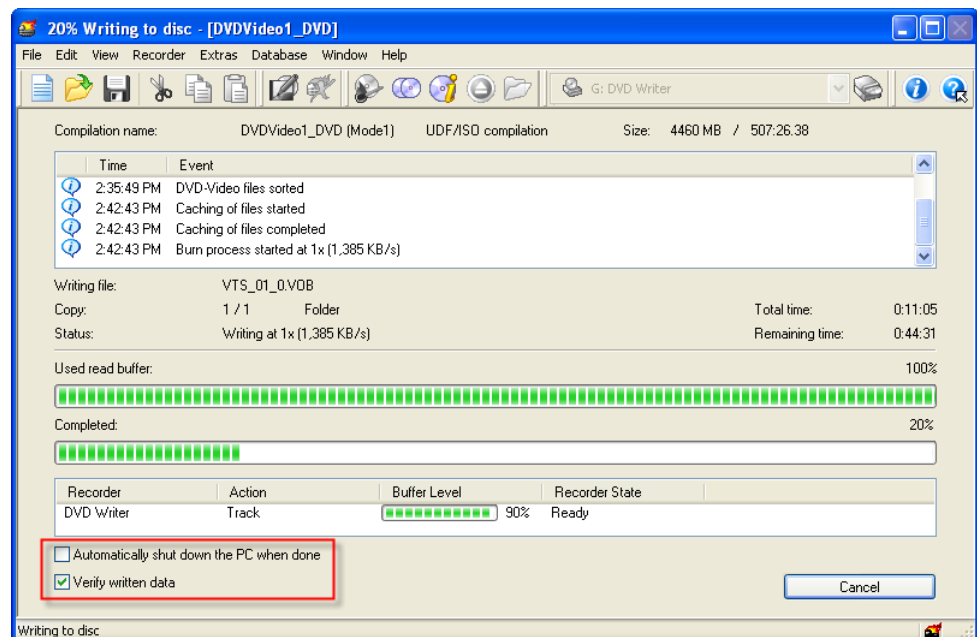 20% Writing to disc - [DVDVideo1_DVD]
File Edit View Recorder Extras Database Window Help
G: DVD Writer
Compilation name: DVDVideo1_DVD (Mode1) UDF/ISO compilation Size: 4460 MB / 507:26.38
Time Event
2:35:49 PM DVD-Video files sorted
2:42:43 PM Caching of files started
2:42:43 PM Caching of files completed
2:42:43 PM Burn process started at 1x (1,385 KB/s)
Writing file: VTS_01_0.VOB
Copy: 1 / 1 Folder Total time: 0:11:05
Status: Writing at 1x (1,385 KB/s) Remaining time: 0:44:31
Used read buffer: 100%
Completed: 20%
Recorder Action Buffer Level Recorder State
DVD Writer Track 90% Ready
Automatically shut down the PC when done
Verify written data
Cancel
Writing to disc